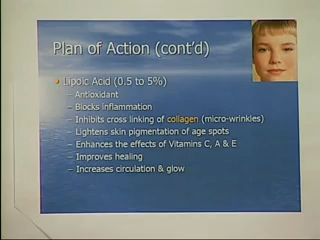 Plan of Action (cont'd)
• Lipoic Acid (0.5 to 5%)
– Antioxidant
– Blocks inflammation
– Inhibits cross linking of collagen (micro-wrinkles)
– Lightens skin pigmentation of age spots
– Enhances the effects of Vitamins C, A & E
– Improves healing
– Increases circulation & glow